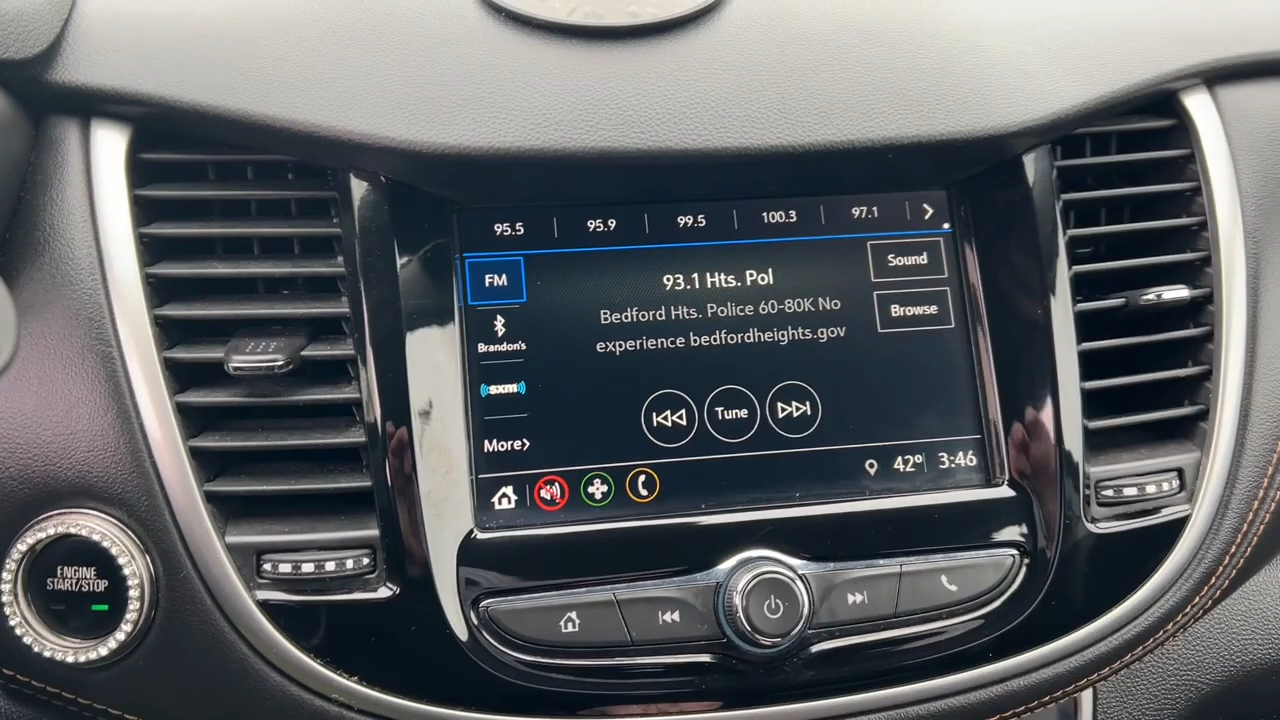 95.5 95.9 99.5 100.3 97.1
FM
93.1 Hts. Pol
Sound
Bedford Hts. Police 60-80K No
experience bedfordheights.gov
Browse
Brandon's
sxm
Tune
More>
42° 3:46
ENGINE
START/STOP